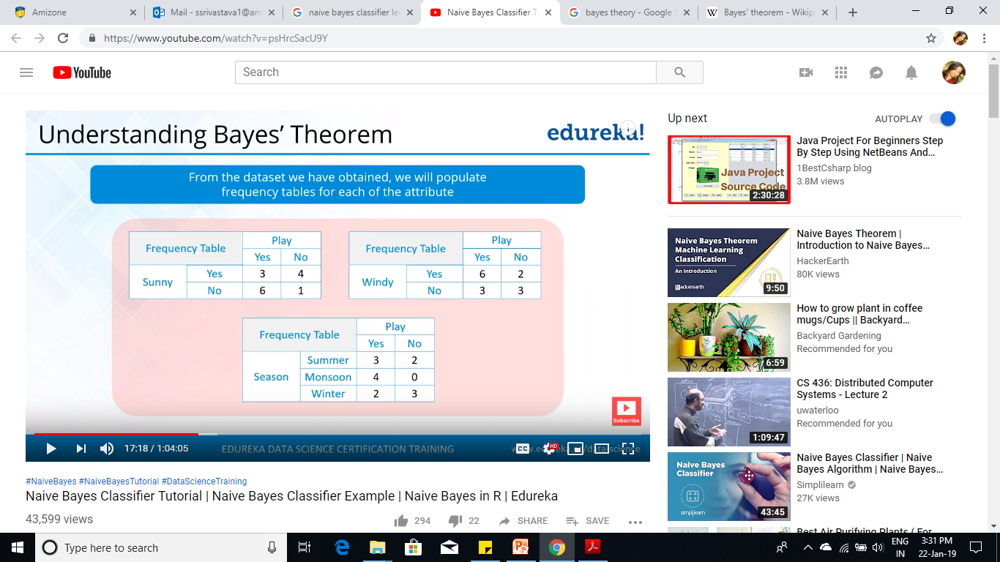 Amizone
Mail - ssrivastava1@am
naive bayes classifier le
Naive Bayes Classifier T
bayes theory - Google S
W Bayes' theorem - Wikip
https://www.youtube.com/watch?v=psHrcSacU9Y
YouTube
Search
Understanding Bayes' Theorem
edureka!
From the dataset we have obtained, we will populate
frequency tables for each of the attribute
Frequency Table Play
Yes No
Sunny Yes 3 4
No 6 1
Frequency Table Play
Yes No
Windy Yes 6 2
No 3 3
Frequency Table Play
Yes No
Season Summer 3 2
Monsoon 4 0
Winter 2 3
Subscribe
17:18 / 1:04:05
EDUREKA DATA SCIENCE CERTIFICATION TRAINING
CC
HD
#NaiveBayes #NaiveBayesTutorial #DataScienceTraining
Naive Bayes Classifier Tutorial | Naive Bayes Classifier Example | Naive Bayes in R | Edureka
43,599 views
294
22
SHARE
SAVE
Up next
AUTOPLAY
Java Project
Source Code
2:30:28
Java Project For Beginners Step
By Step Using NetBeans And...
1BestCsharp blog
3.8M views
Naive Bayes Theorem
Machine Learning
Classification
An Introduction
hackerearth
9:50
Naive Bayes Theorem |
Introduction to Naive Bayes...
HackerEarth
80K views
6:59
How to grow plant in coffee
mugs/Cups || Backyard...
Backyard Gardening
Recommended for you
1:09:47
CS 436: Distributed Computer
Systems - Lecture 2
uwaterloo
Recommended for you
Naive Bayes
Classifier
simplilearn
43:45
Naive Bayes Classifier | Naive
Bayes Algorithm | Naive Bayes...
Simplilearn
27K views
Best Air Purifying Plants ( For
Type here to search
ENG
IN
3:31 PM
22-Jan-19